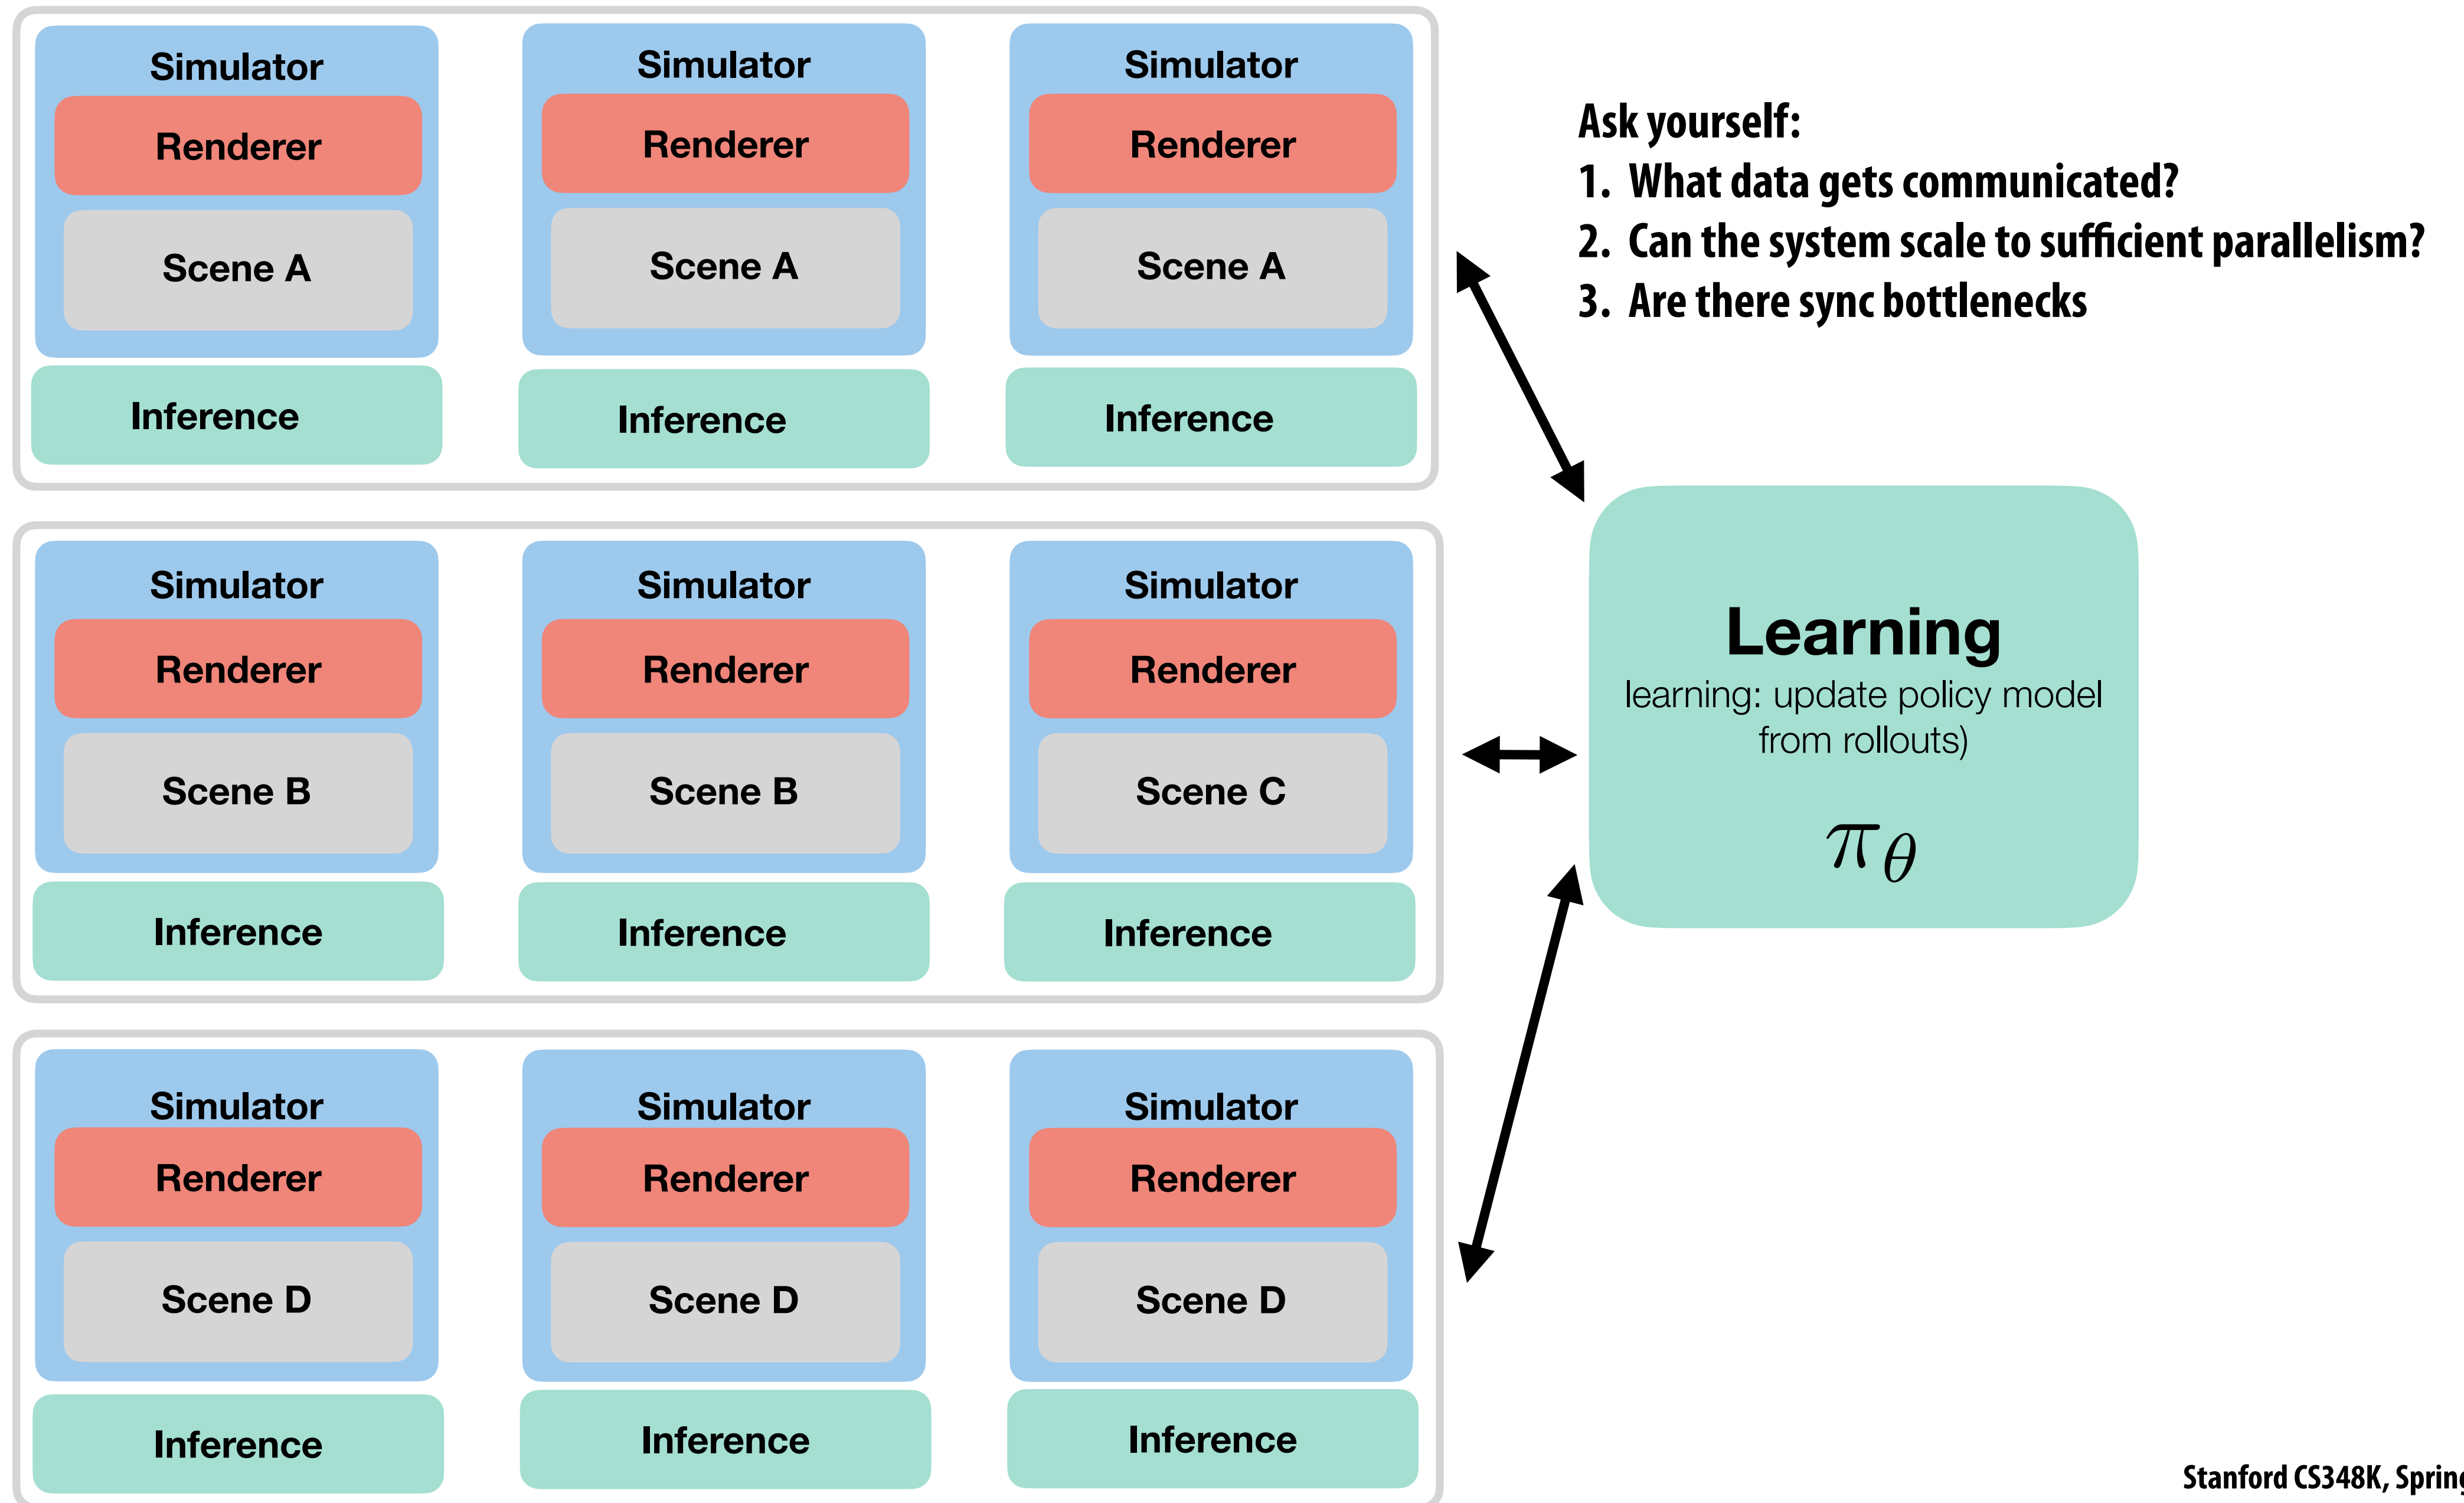 Simulator
Renderer
Scene A
Inference
Simulator
Renderer
Scene A
Inference
Simulator
Renderer
Scene A
Inference
Ask yourself:
1. What data gets communicated?
2. Can the system scale to sufficient parallelism?
3. Are there sync bottlenecks
Simulator
Renderer
Scene B
Inference
Simulator
Renderer
Scene B
Inference
Simulator
Renderer
Scene C
Inference
Learning
learning: update policy model
from rollouts)
π_θ
Simulator
Renderer
Scene D
Inference
Simulator
Renderer
Scene D
Inference
Simulator
Renderer
Scene D
Inference
Stanford CS348K, Spring